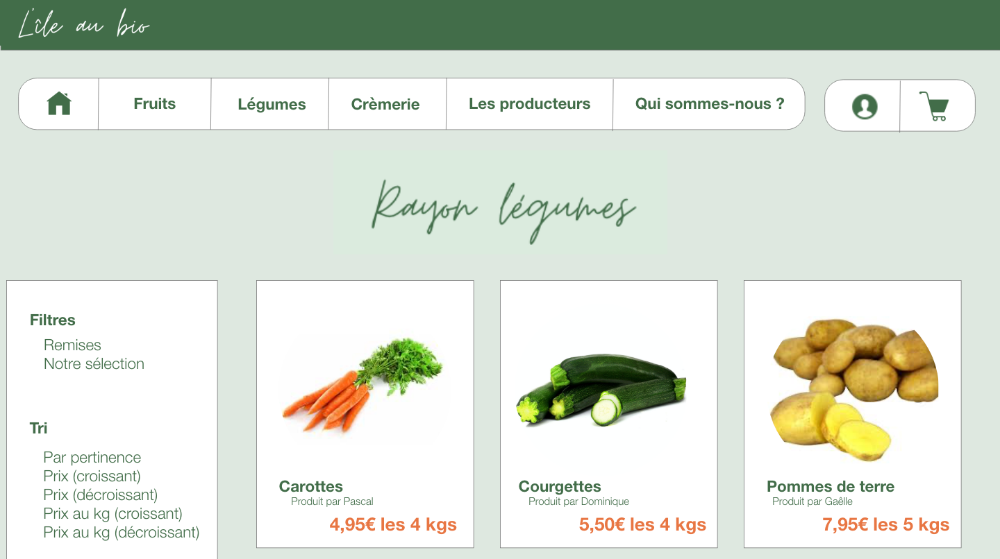 L'île au bio
Fruits
Légumes
Crèmerie
Les producteurs
Qui sommes-nous ?
Rayon légumes
Filtres
Remises
Notre sélection
Tri
Par pertinence
Prix (croissant)
Prix (décroissant)
Prix au kg (croissant)
Prix au kg (décroissant)
Carottes
Produit par Pascal
4,95€ les 4 kgs
Courgettes
Produit par Dominique
5,50€ les 4 kgs
Pommes de terre
Produit par Gaêlle
7,95€ les 5 kgs